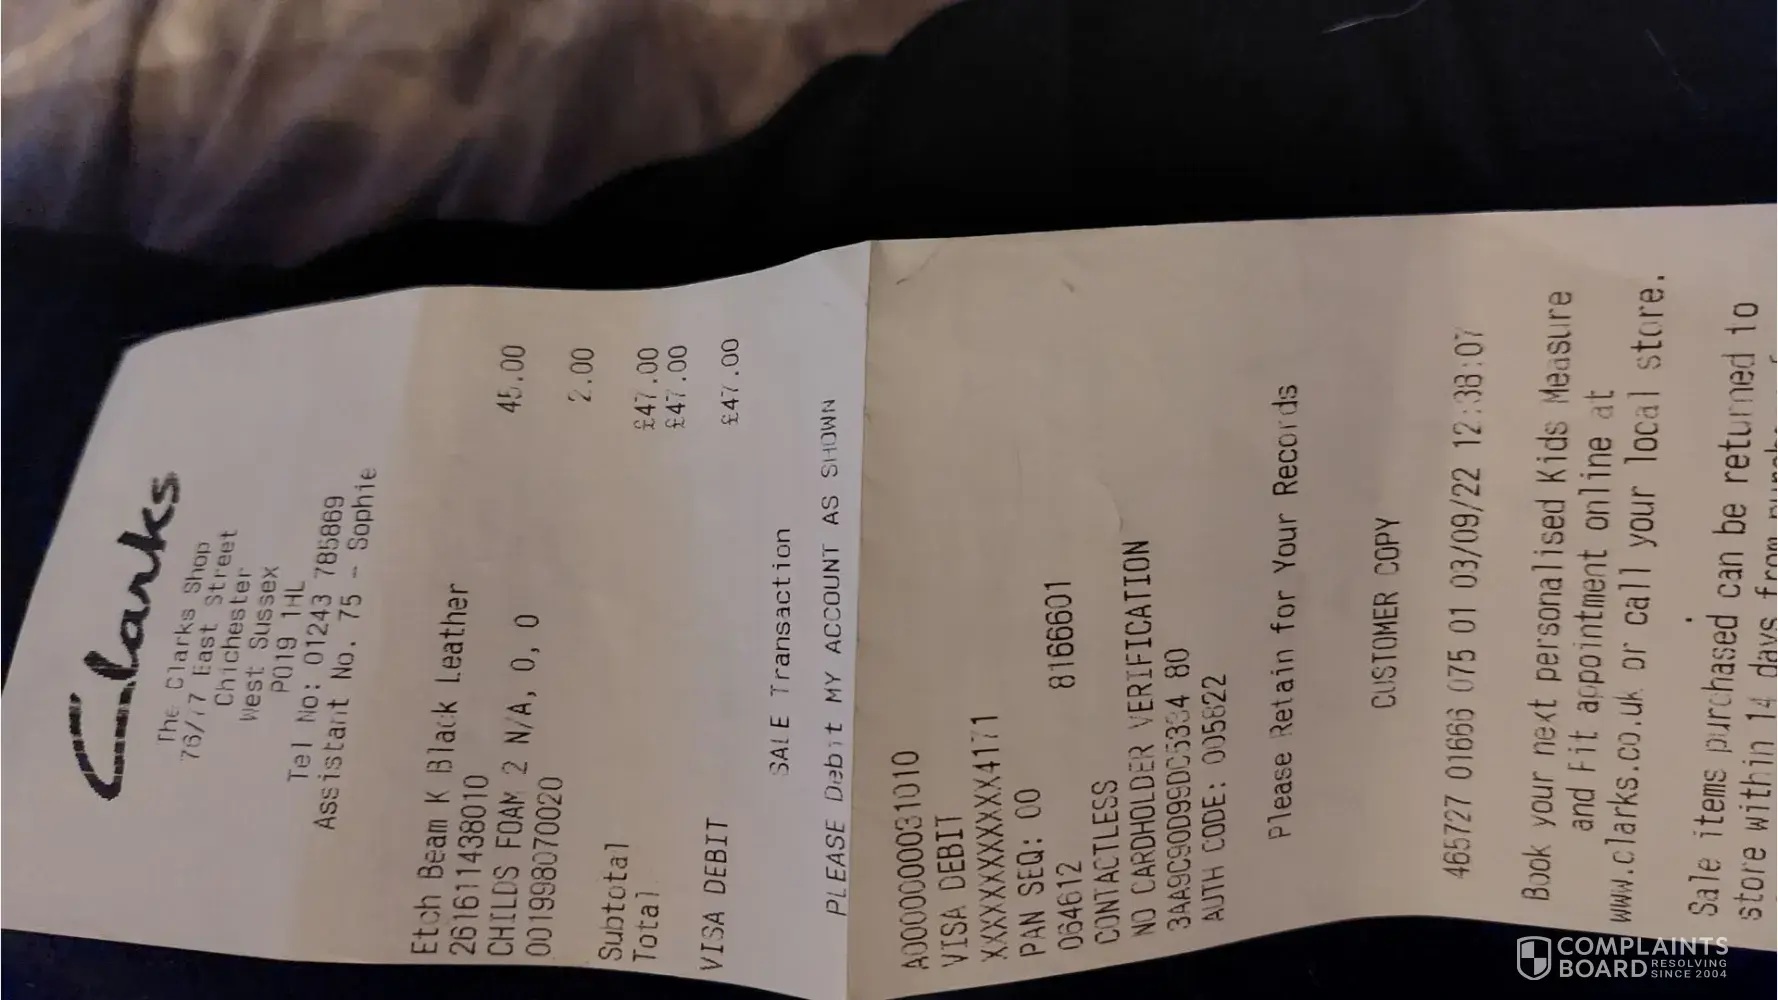 Clarks
The Clarks Shop
76/77 East Street
Chichester
West Sussex
PO19 1HL
Tel No: 01243 785869
Assistant No. 75 - Sophie
Etch Beam K Black Leather
261611438010 45.00
CHILDS FOAM 2 N/A, 0, 0
001998070020 2.00
Subtotal £47.00
Total £47.00
VISA DEBIT £47.00
SALE Transaction
PLEASE Debit MY ACCOUNT AS SHOWN
A0000000031010
VISA DEBIT
XXXXXXXXXXXX4171
PAN SEQ: 00
064612 8166601
CONTACTLESS
NO CARDHOLDER VERIFICATION
80
AUTH CODE: 005822
Please Retain for Your Records
CUSTOMER COPY
465727 01666 075 01 03/09/22 12:38:07
Book your next personalised Kids Measure
and Fit appointment online at
www.clarks.co.uk or call your local store.
Sale items purchased can be returned to
store within 14 days from
COMPLAINTS
BOARD RESOLVING
SINCE 2004